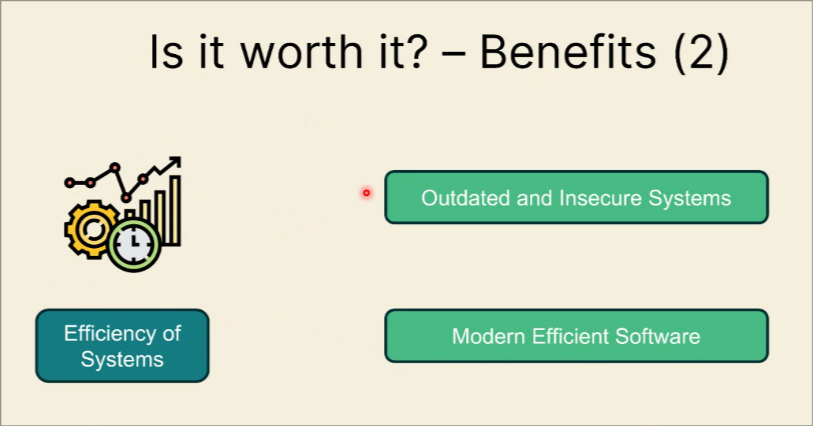 Is it worth it? – Benefits (2)
Outdated and Insecure Systems
Efficiency of
Systems
Modern Efficient Software